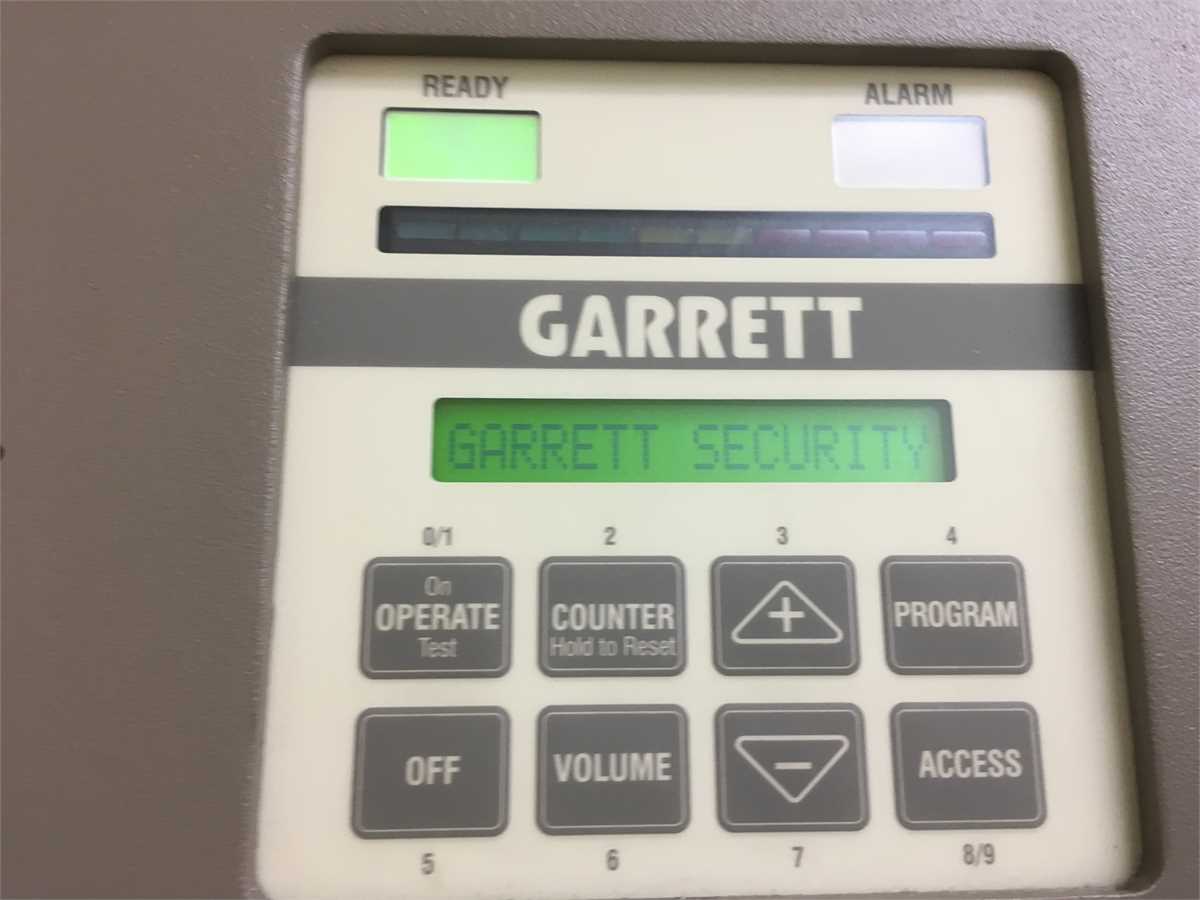 READY
ALARM
GARRETT
GARRETT SECURITY
0/1 2 3 4
On
OPERATE
Test
COUNTER
Hold to Reset
+
PROGRAM
OFF
VOLUME
−
ACCESS
5 6 7 8/9